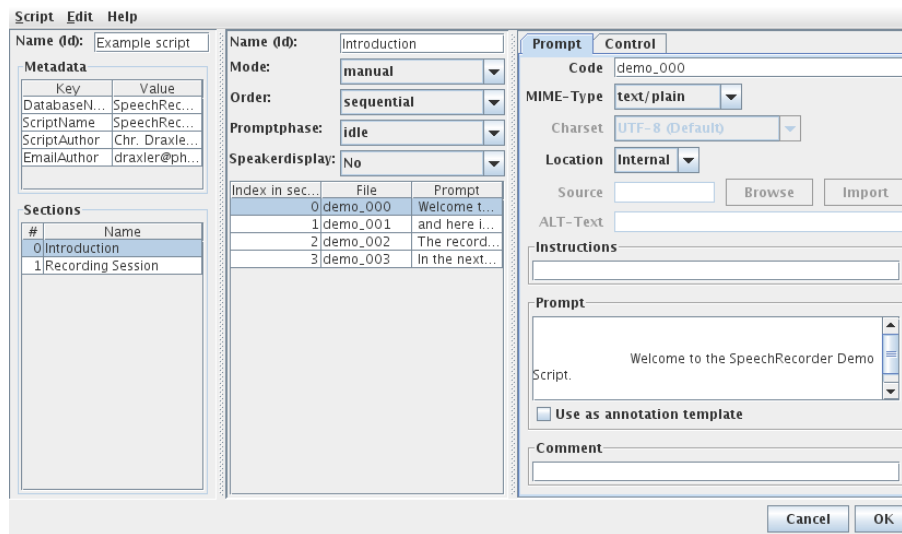 Script Edit Help
Name (Id): Example script
Metadata
Key Value
DatabaseN... SpeechRec...
ScriptName SpeechRec...
ScriptAuthor Chr. Draxle...
EmailAuthor draxler@ph...
Sections
# Name
0 Introduction
1 Recording Session
Name (Id): Introduction
Mode: manual
Order: sequential
Promptphase: idle
Speakerdisplay: No
Index in sec... File Prompt
0 demo_000 Welcome t...
1 demo_001 and here i...
2 demo_002 The record...
3 demo_003 In the next...
Prompt Control
Code demo_000
MIME-Type text/plain
Charset UTF-8 (Default)
Location Internal
Source Browse Import
ALT-Text
Instructions
Prompt
Welcome to the SpeechRecorder Demo
Script.
Use as annotation template
Comment
Cancel OK